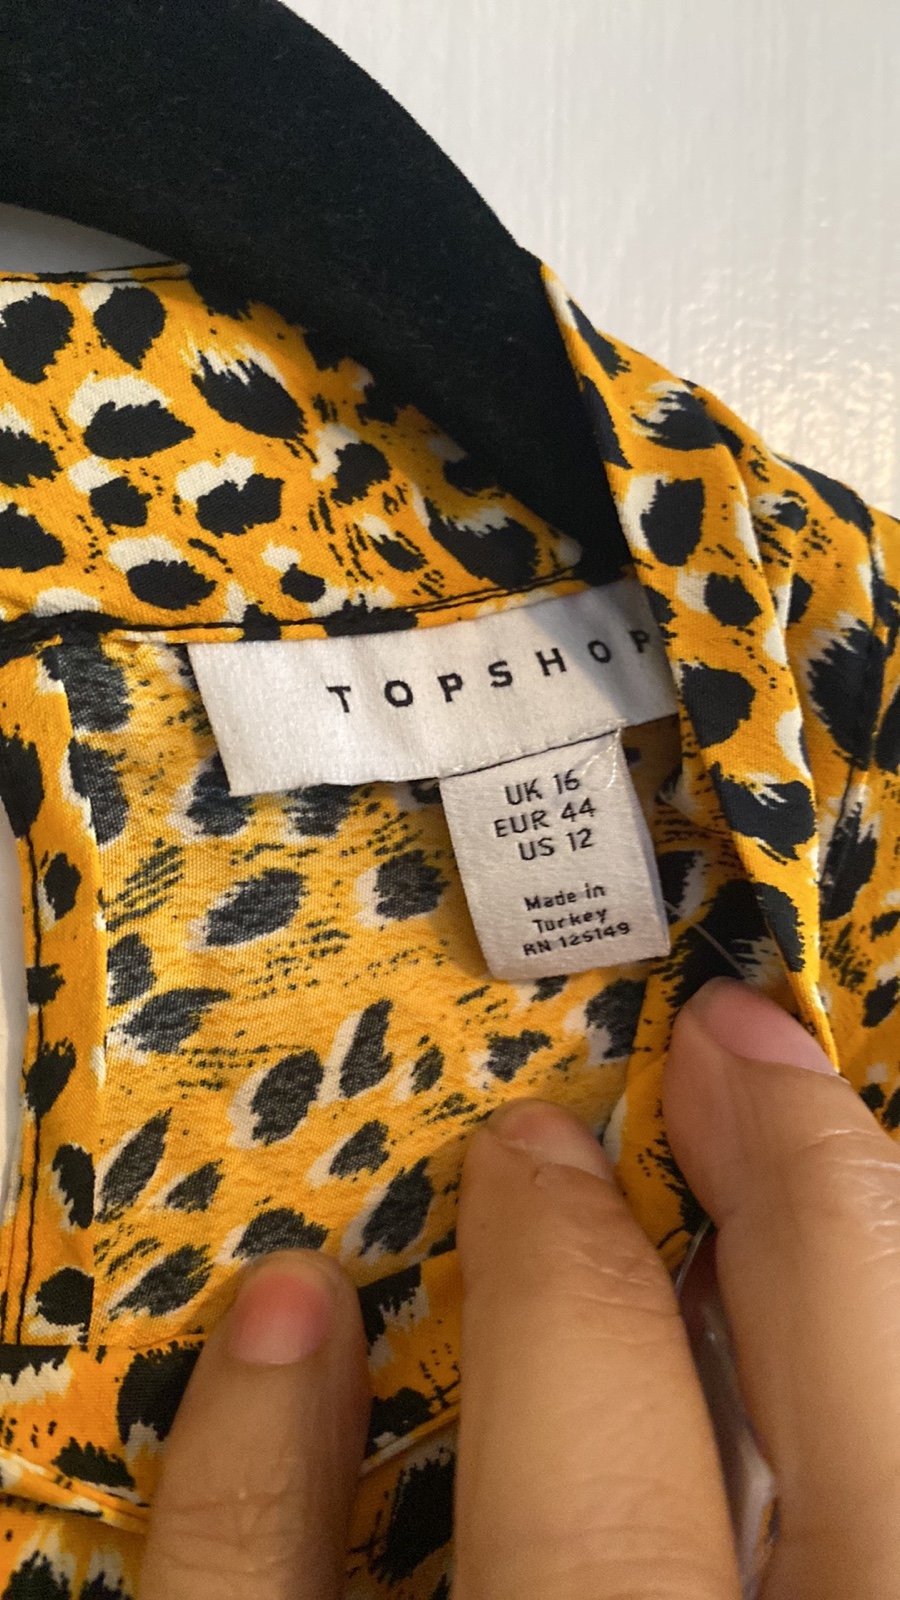 TOPSHOP
UK 16
EUR 44
US 12
Made in
Turkey
RN 125149